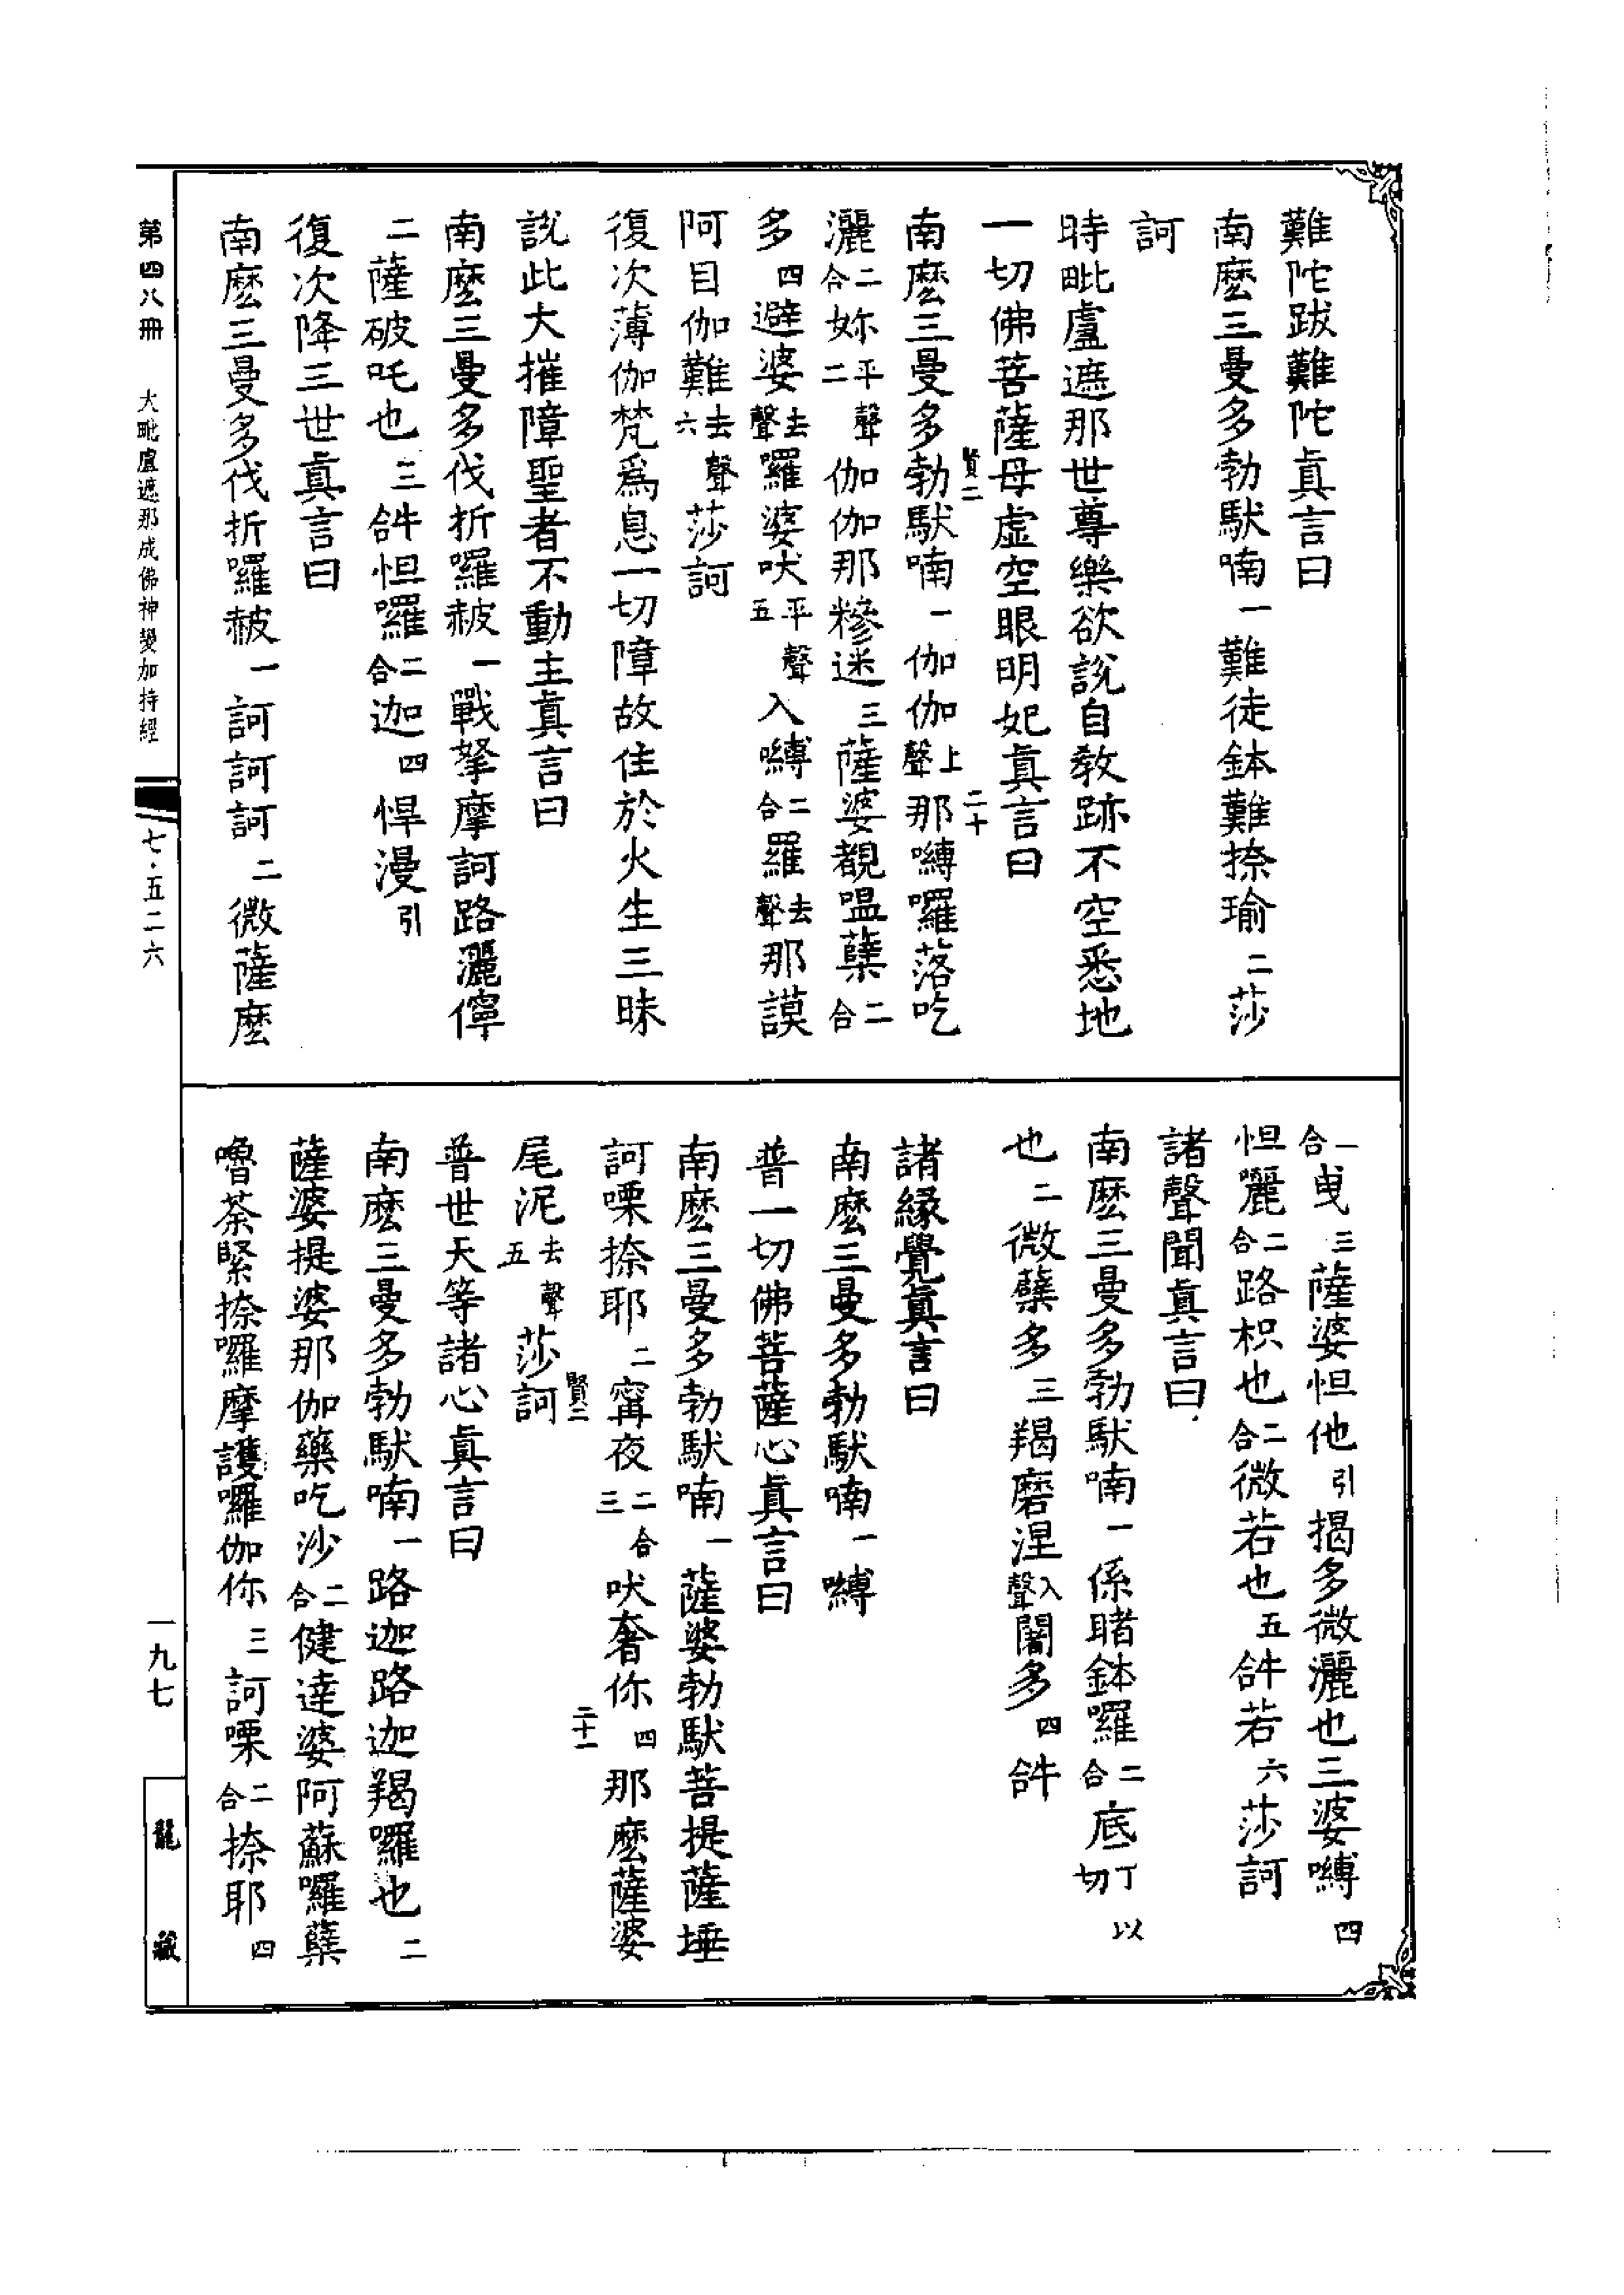 難陀跋難陀真言曰
南麼三曼多勃馱喃一難徒鉢難捺瑜二莎
訶
時毗盧遮那世尊樂欲說自教跡不空悉地
一切佛菩薩母虛空眼明妃真言曰
南麼三曼多勃馱喃一伽伽上聲那嚩囉落吃
賢二
二十
灑二合妳平聲二伽伽那糝迷三薩婆覩嗢蘖二合
多四避婆去聲囉婆吠平聲五入嚩二合羅去聲那謨
阿目伽難去聲六莎訶
復次薄伽梵爲息一切障故住於火生三昧
說此大摧障聖者不動主真言曰
南麼三曼多伐折囉赧一戰拏摩訶路灑儜
二薩破吒也三𤙖怛囉二合迦四悍漫引
復次降三世真言曰
南麼三曼多伐折囉赧一訶訶訶二微薩麼
一合曳三薩婆怛他引揭多微灑也三婆嚩四
怛囉二合路枳也二合微若也五𤙖若六莎訶
諸聲聞真言曰
南麼三曼多勃馱喃一係睹鉢囉二合底丁以切
也二微蘖多三羯磨涅入聲闍多四𤙖
諸緣覺真言曰
南麼三曼多勃馱喃一嚩
普一切佛菩薩心真言曰
南麼三曼多勃馱喃一薩婆勃馱菩提薩埵
訶㗚捺耶二寗夜二合三吠奢你四那麼薩婆
尾泥去聲五莎訶
賢二
二十一
普世天等諸心真言曰
南麼三曼多勃馱喃一路迦路迦羯囉也二
薩婆提婆那伽藥吃沙二合健達婆阿蘇囉蘖
嚕荼緊捺囉摩護囉伽你三訶㗚二合捺耶四
第四八冊 大毗盧遮那成佛神變加持經
七·五二六
一九七
龍藏